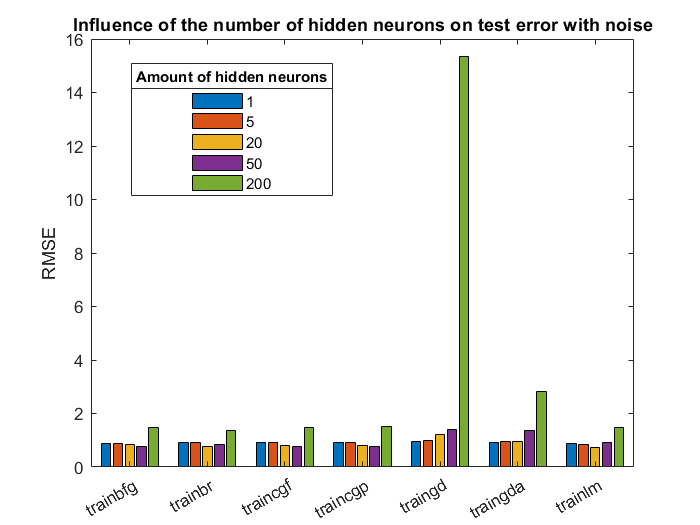 Influence of the number of hidden neurons on test error with noise
16
14
12
10
8
6
4
2
0
RMSE
Amount of hidden neurons
1
5
20
50
200
trainbfg
trainbr
traincgf
traincgp
traingd
traingda
trainlm